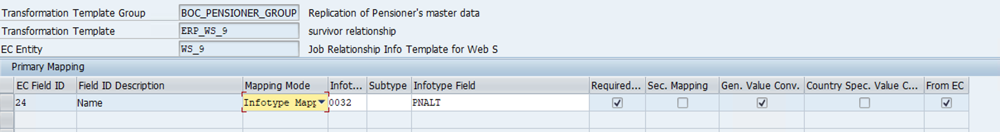 Transformation Template Group BOC_PENSIONER_GROUP Replication of Pensioner's master data
Transformation Template ERP_WS_9 survivor relationship
EC Entity WS_9 Job Relationship Info Template for Web S
Primary Mapping
EC Field ID Field ID Description Mapping Mode Infot... Subtype Infotype Field Required... Sec. Mapping Gen. Value Conv. Country Spec. Value C... From EC
24 Name Infotype Mapp 0032 PNALT